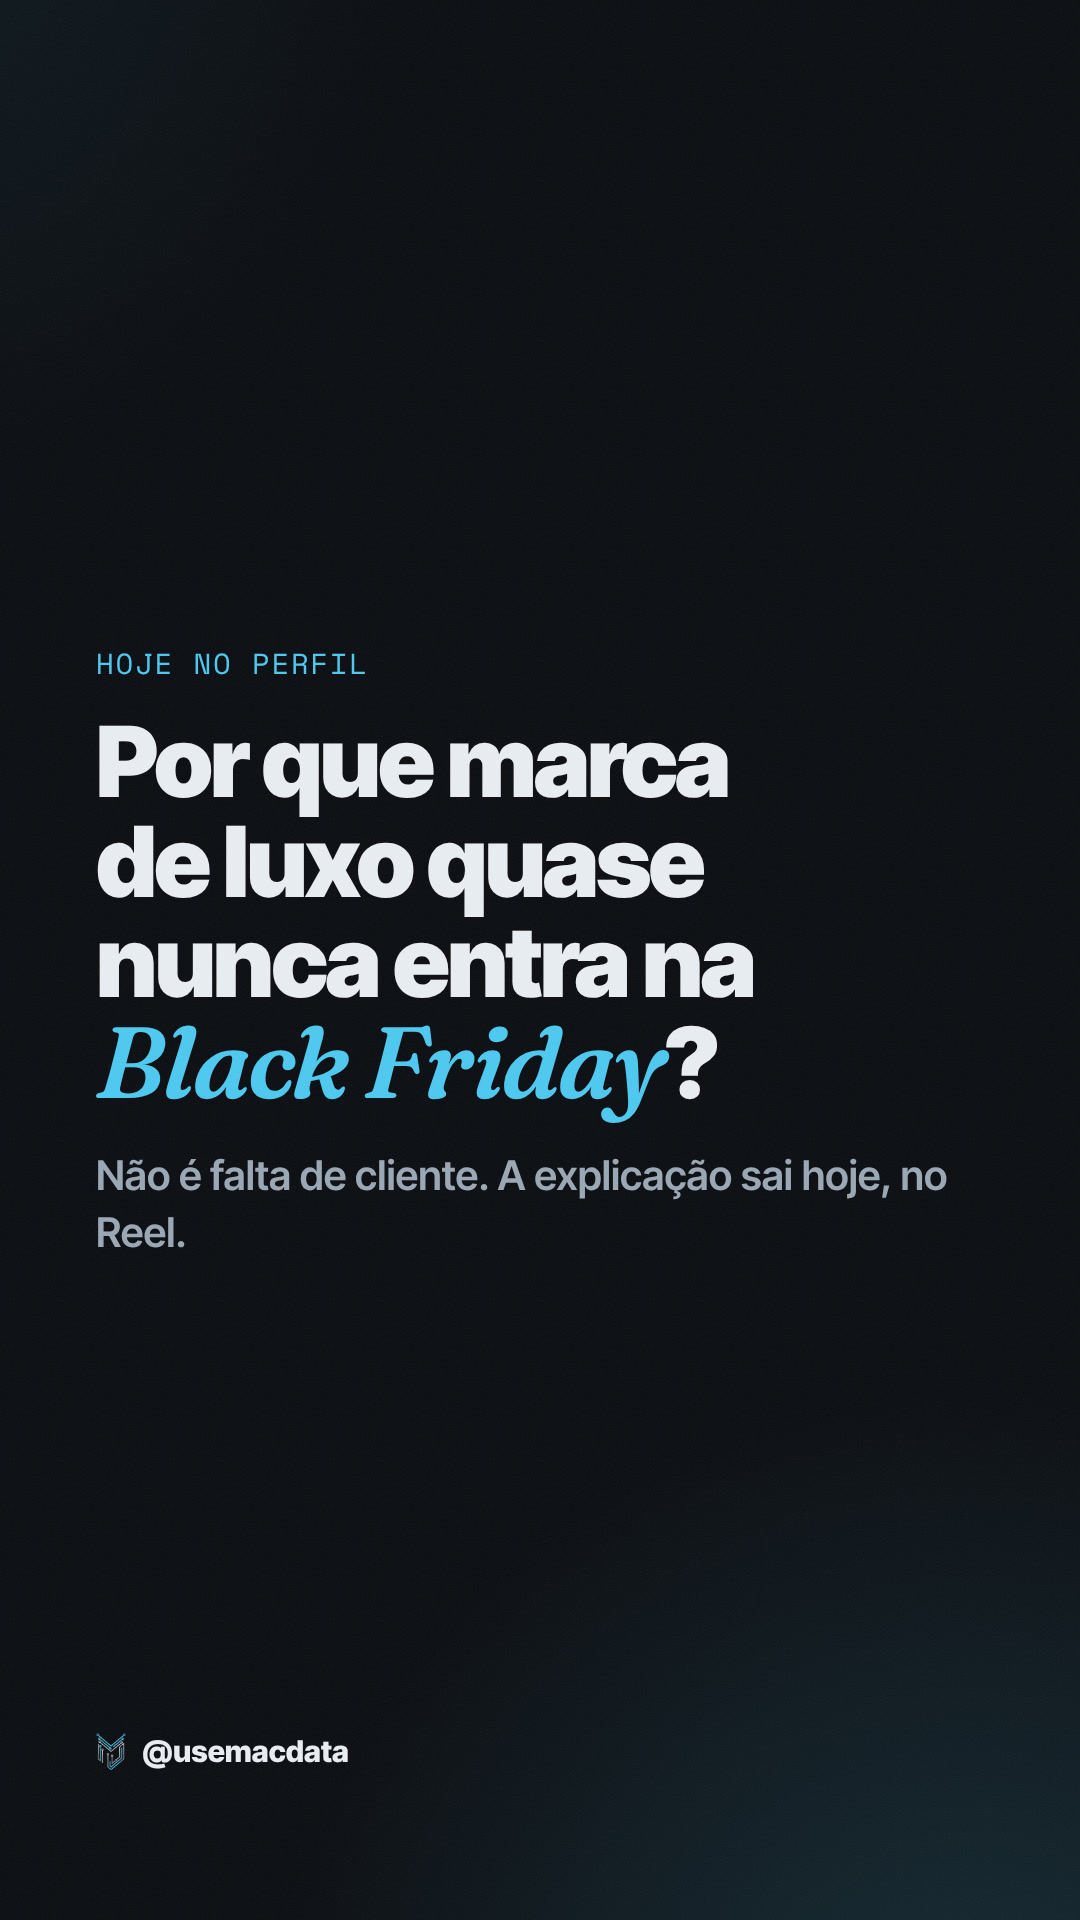 HOJE NO PERFIL
Por que marca
de luxo quase
nunca entra na
Black Friday?
Não é falta de cliente. A explicação sai hoje, no
Reel.
@usemacdata